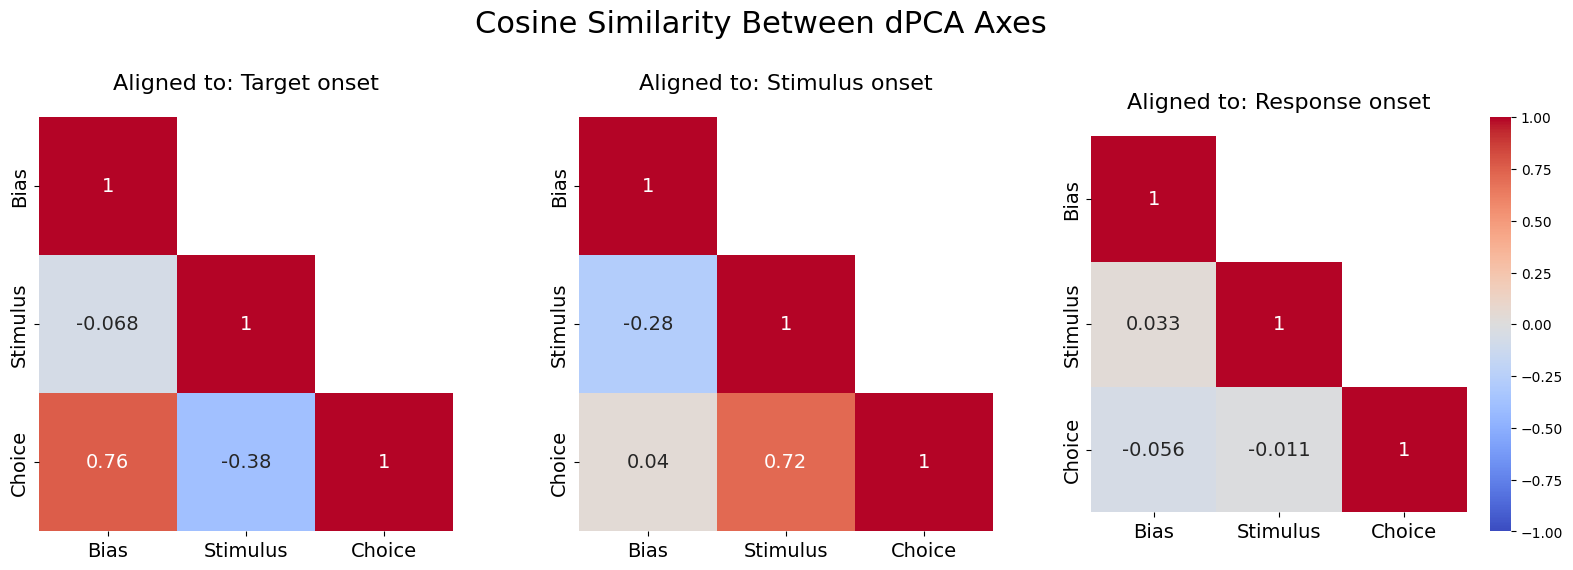 Cosine Similarity Between dPCA Axes
Aligned to: Target onset
Bias
1
Stimulus
-0.068
1
Choice
0.76
-0.38
1
Bias
Stimulus
Choice
Aligned to: Stimulus onset
Bias
1
Stimulus
-0.28
1
Choice
0.04
0.72
1
Bias
Stimulus
Choice
Aligned to: Response onset
Bias
1
Stimulus
0.033
1
Choice
-0.056
-0.011
1
Bias
Stimulus
Choice
1.00
0.75
0.50
0.25
0.00
−0.25
−0.50
−0.75
−1.00